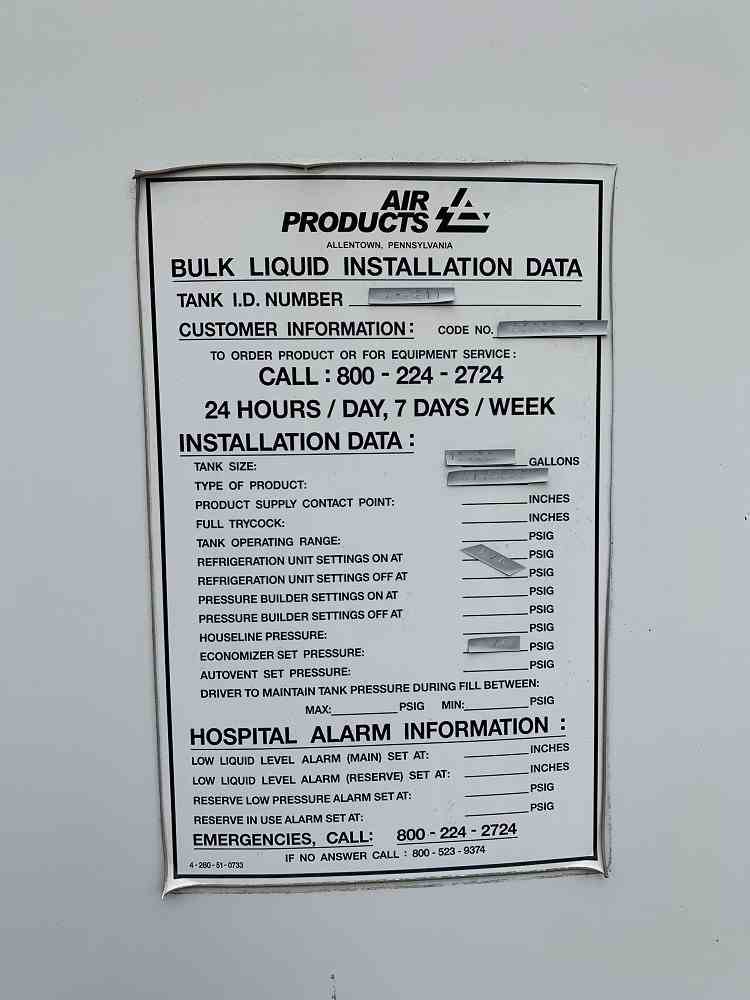 AIR
PRODUCTS
ALLENTOWN, PENNSYLVANIA
BULK LIQUID INSTALLATION DATA
TANK I.D. NUMBER
CUSTOMER INFORMATION: CODE NO.
TO ORDER PRODUCT OR FOR EQUIPMENT SERVICE:
CALL: 800 - 224 - 2724
24 HOURS / DAY, 7 DAYS / WEEK
INSTALLATION DATA:
TANK SIZE: GALLONS
TYPE OF PRODUCT:
PRODUCT SUPPLY CONTACT POINT: INCHES
FULL TRYCOCK: INCHES
TANK OPERATING RANGE: PSIG
REFRIGERATION UNIT SETTINGS ON AT PSIG
REFRIGERATION UNIT SETTINGS OFF AT PSIG
PRESSURE BUILDER SETTINGS ON AT PSIG
PRESSURE BUILDER SETTINGS OFF AT PSIG
HOUSELINE PRESSURE: PSIG
ECONOMIZER SET PRESSURE: PSIG
AUTOVENT SET PRESSURE: PSIG
DRIVER TO MAINTAIN TANK PRESSURE DURING FILL BETWEEN:
MAX: PSIG MIN: PSIG
HOSPITAL ALARM INFORMATION:
LOW LIQUID LEVEL ALARM (MAIN) SET AT: INCHES
LOW LIQUID LEVEL ALARM (RESERVE) SET AT: INCHES
RESERVE LOW PRESSURE ALARM SET AT: PSIG
RESERVE IN USE ALARM SET AT: PSIG
EMERGENCIES, CALL: 800 - 224 - 2724
IF NO ANSWER CALL : 800 - 523 - 9374
4-280-51-0733